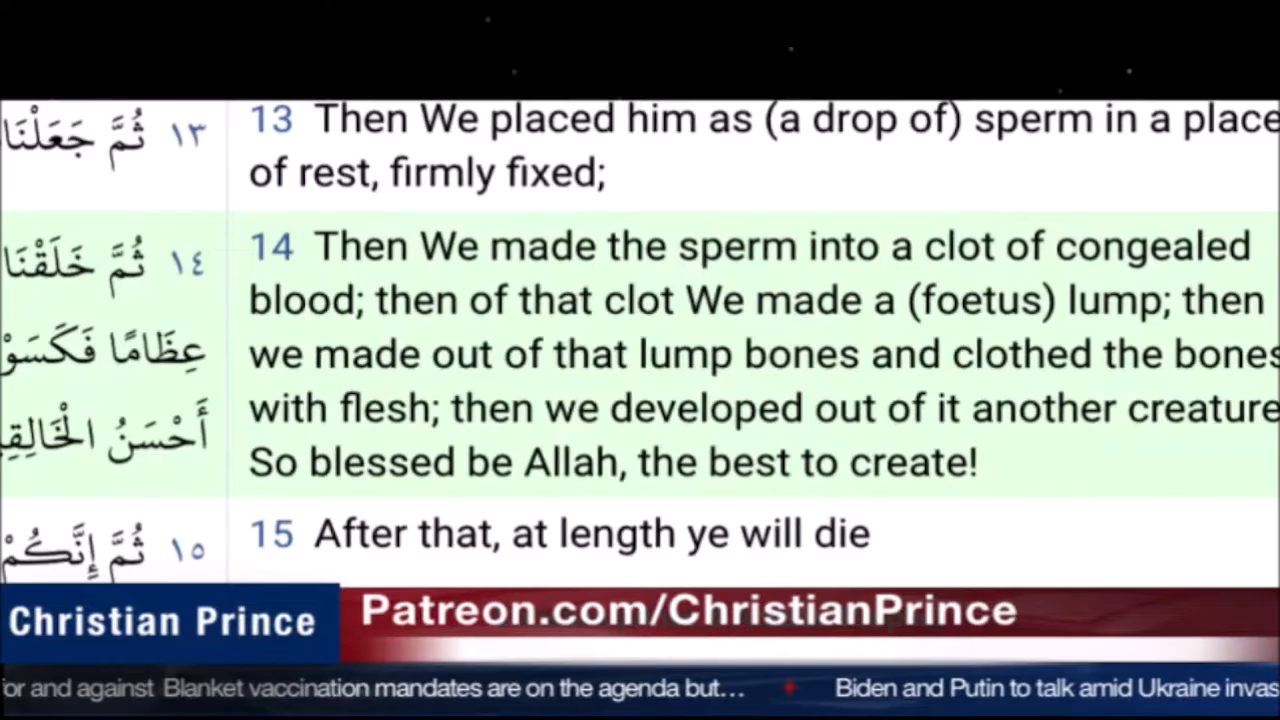 ثُمَّ جَعَلْنَا ١٣
13 Then We placed him as (a drop of) sperm in a place
of rest, firmly fixed;
ثُمَّ خَلَقْنَا ١٤
14 Then We made the sperm into a clot of congealed
blood; then of that clot We made a (foetus) lump; then
عِظَامًا
we made out of that lump bones and clothed the bones
with flesh; then we developed out of it another creature
أَحْسَنُ
So blessed be Allah, the best to create!
ثُمَّ إِنَّكُمْ ١٥
15 After that, at length ye will die
Christian Prince
Patreon.com/ChristianPrince
for and against Blanket vaccination mandates are on the agenda but... Biden and Putin to talk amid Ukraine